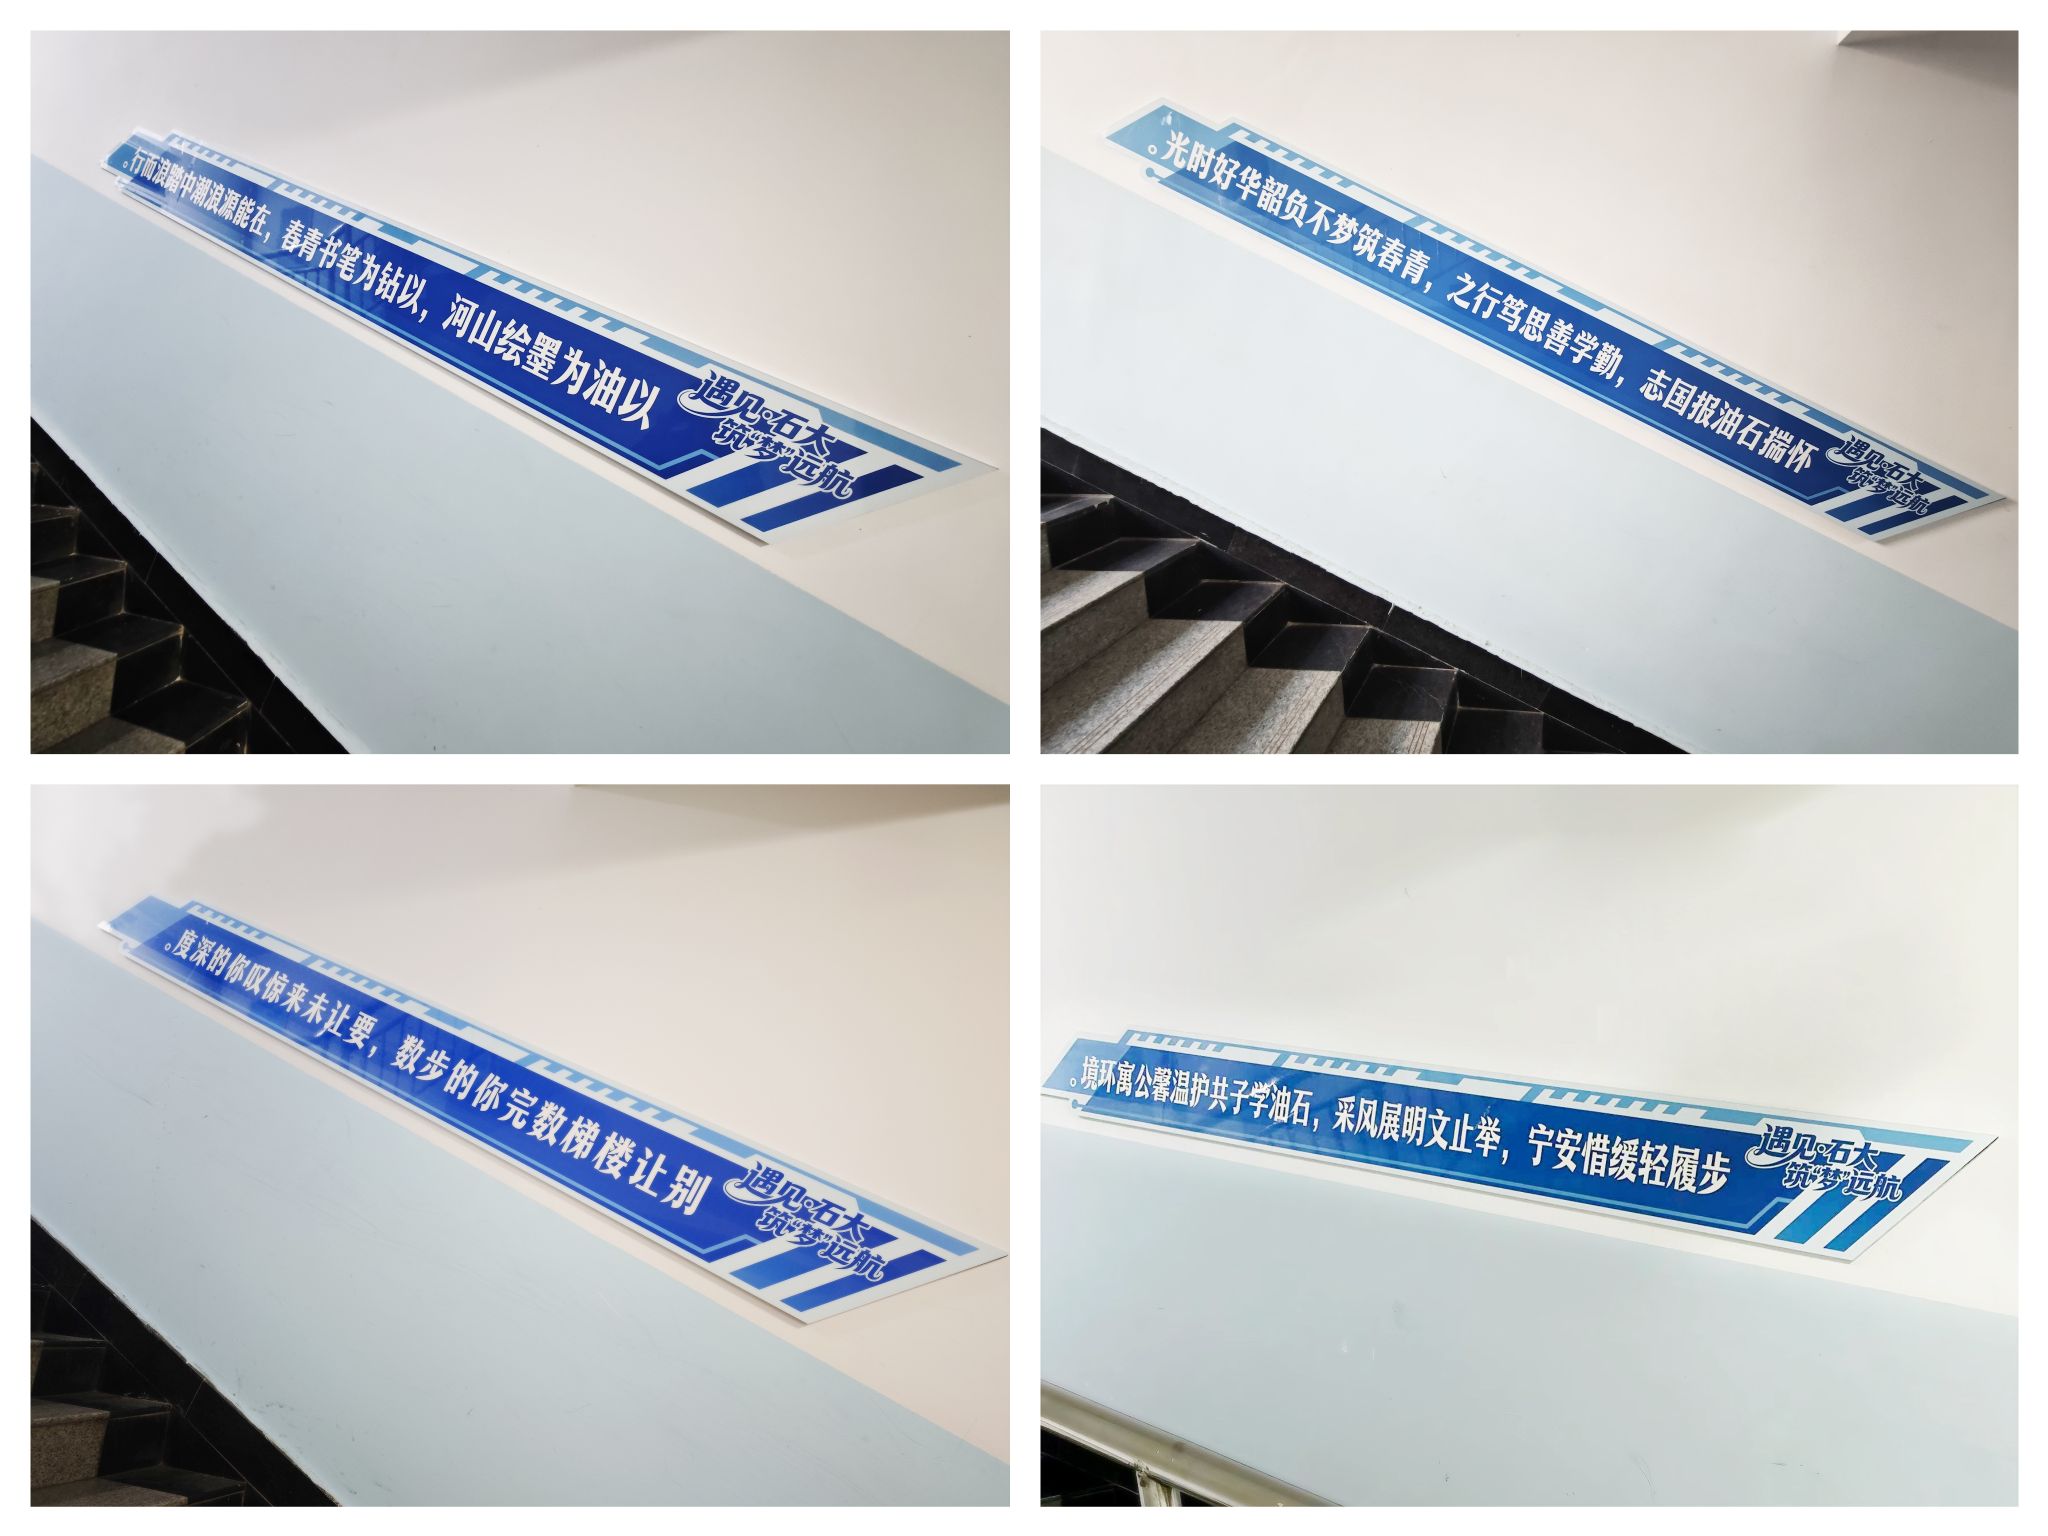 遇见·石大
筑“梦”远航
以油为墨绘山河，以钻为笔书青春，在能源浪潮中踏浪而行。
遇见·石大
筑“梦”远航
怀揣石油报国志，勤学善思笃行之，青春筑梦不负韶华好时光。
遇见·石大
筑“梦”远航
别让楼梯数完你的步数，要让未来惊叹你的深度。
遇见·石大
筑“梦”远航
步履轻缓惜安宁，举止文明展风采，石油学子共护温馨公寓环境。